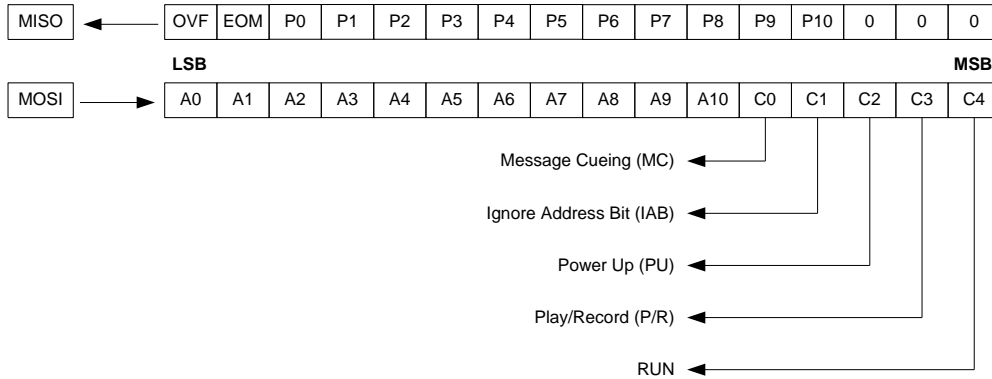 MISO OVF EOM P0 P1 P2 P3 P4 P5 P6 P7 P8 P9 P10 0 0 0
LSB MSB
MOSI A0 A1 A2 A3 A4 A5 A6 A7 A8 A9 A10 C0 C1 C2 C3 C4
Message Cueing (MC)
Ignore Address Bit (IAB)
Power Up (PU)
Play/Record (P/R)
RUN